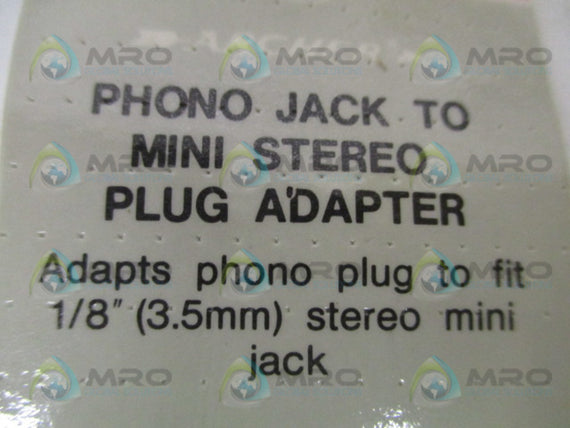 PHONO JACK TO
MINI STEREO
PLUG ADAPTER
Adapts phono plug to fit
1/8" (3.5mm) stereo mini
jack
MRO